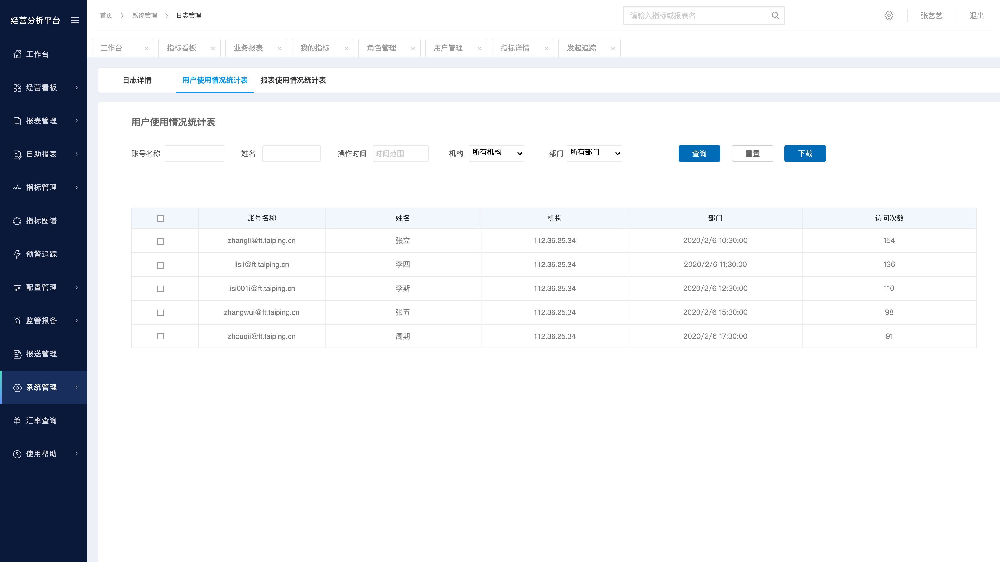 经营分析平台
首页 系统管理 日志管理
请输入指标或报表名
张艺艺
退出
工作台 指标看板 业务报表 我的指标 角色管理 用户管理 指标详情 发起追踪
工作台
经营看板
报表管理
自助报表
指标管理
指标图谱
预警追踪
配置管理
监管报备
报送管理
系统管理
汇率查询
使用帮助
日志详情 用户使用情况统计表 报表使用情况统计表
用户使用情况统计表
账号名称 姓名 操作时间 时间范围 机构 所有机构 部门 所有部门 查询 重置 下载
账号名称 姓名 机构 部门 访问次数
zhangli@ft.taiping.cn 张立 112.36.25.34 2020/2/6 10:30:00 154
lisii@ft.taiping.cn 李四 112.36.25.34 2020/2/6 11:30:00 136
lisi001i@ft.taiping.cn 李斯 112.36.25.34 2020/2/6 12:30:00 110
zhangwui@ft.taiping.cn 张五 112.36.25.34 2020/2/6 15:30:00 98
zhouqii@ft.taiping.cn 周期 112.36.25.34 2020/2/6 17:30:00 91